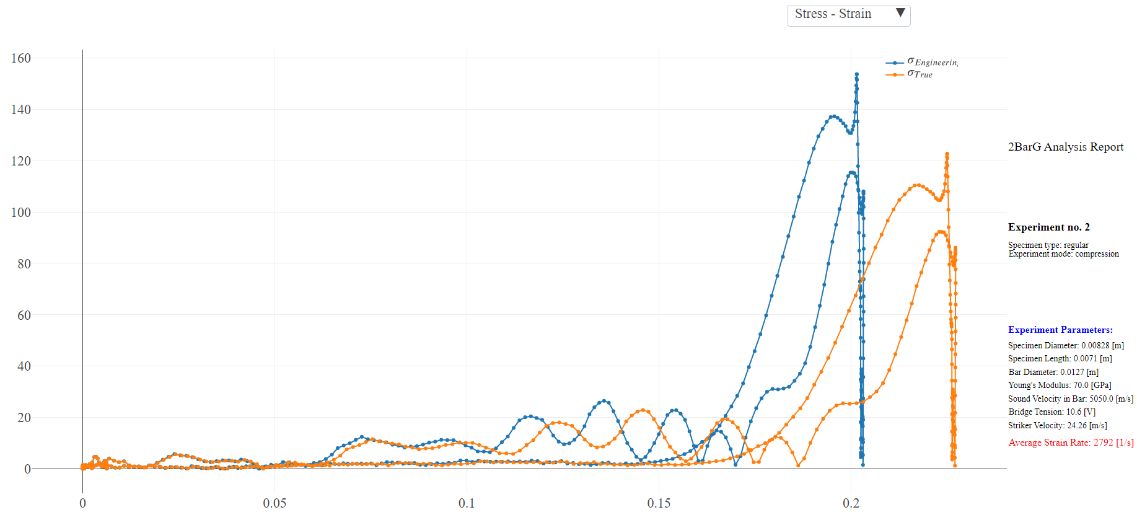 Stress - Strain ▼
160
140
120
100
80
60
40
20
0
0
0.05
0.1
0.15
0.2
σEngineerin
σTrue
2BarG Analysis Report
Experiment no. 2
Specimen type: regular
Experiment mode: compression
Experiment Parameters:
Specimen Diameter: 0.00828 [m]
Specimen Length: 0.0071 [m]
Bar Diameter: 0.0127 [m]
Young's Modulus: 70.0 [GPa]
Sound Velocity in Bar: 5050.0 [m/s]
Bridge Tension: 10.6 [V]
Striker Velocity: 24.26 [m/s]
Average Strain Rate: 2792 [1/s]